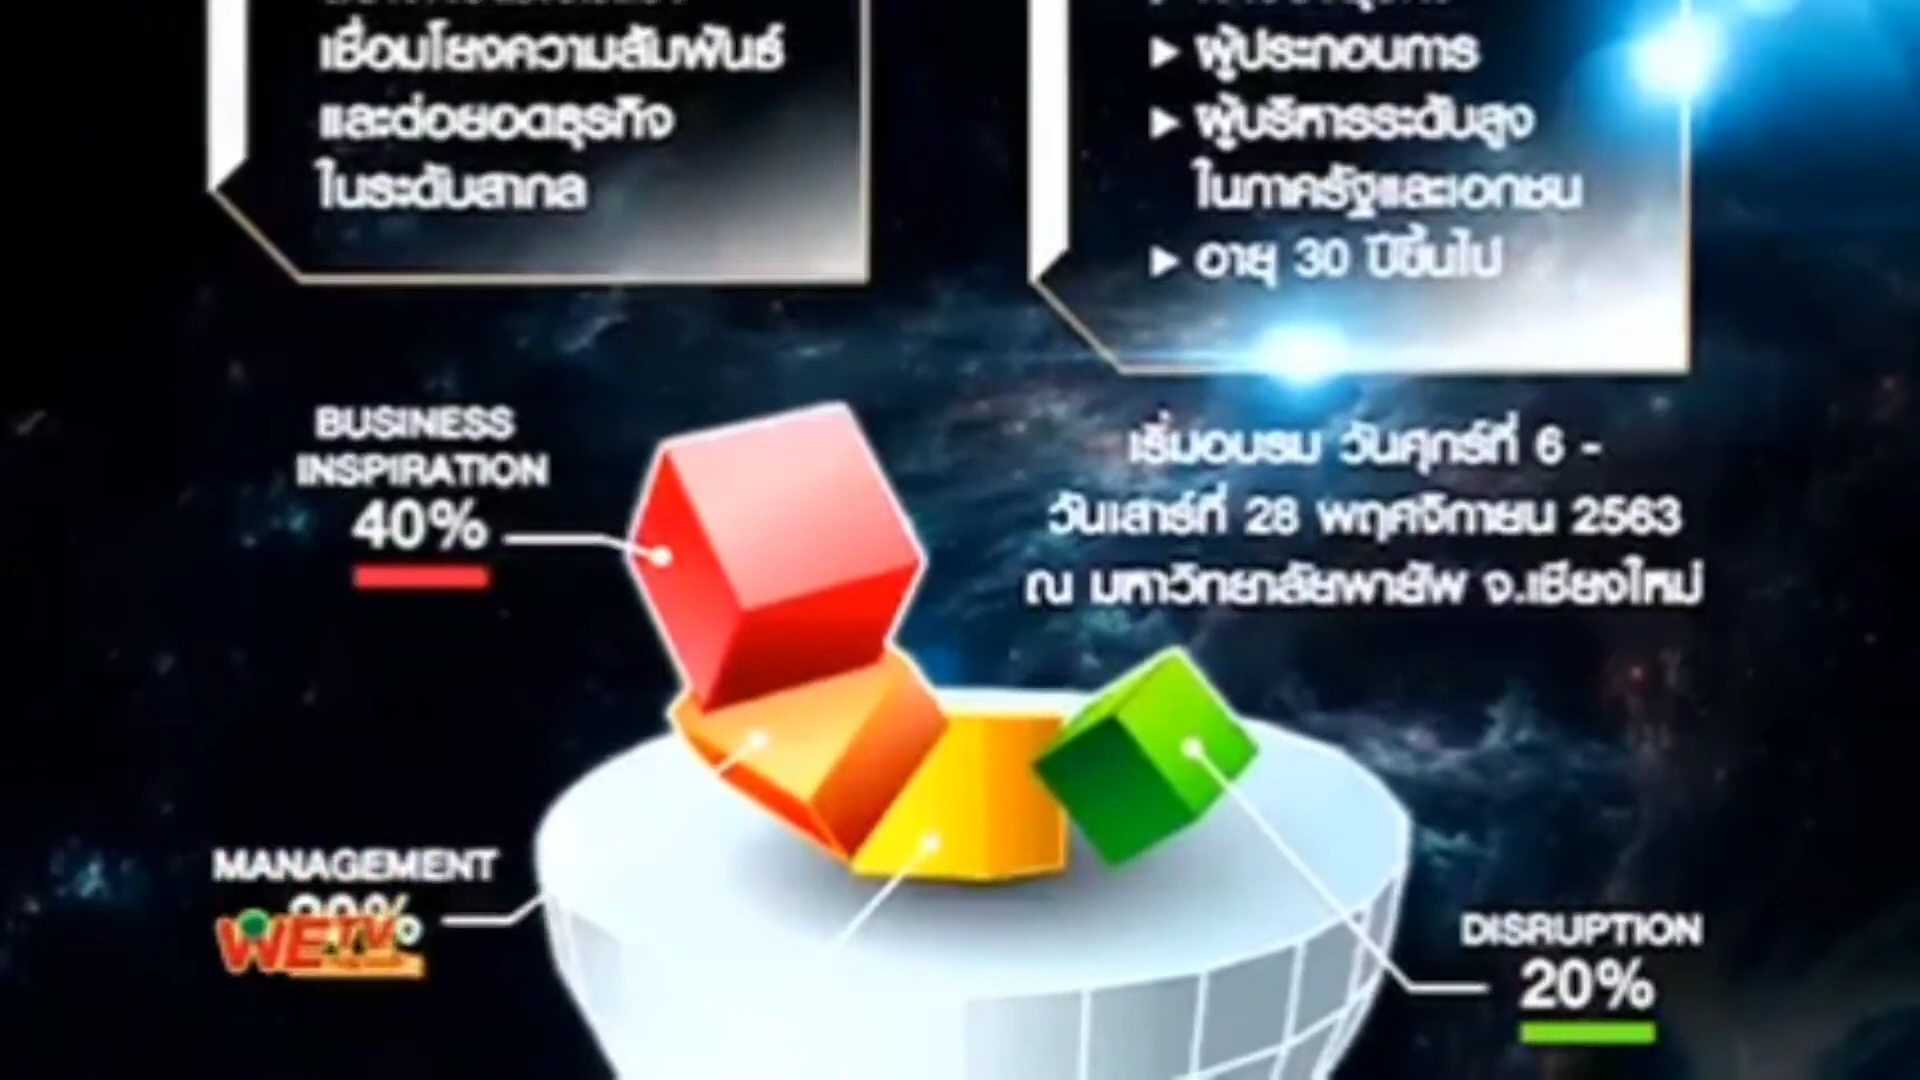 เชื่อมโยงความสัมพันธ์
และต่อยอดธุรกิจ
ในระดับสากล
► ผู้ประกอบการ
► ผู้บริหารระดับสูง
ในภาครัฐและเอกชน
► อายุ 30 ปีขึ้นไป
เริ่มอบรม วันศุกร์ที่ 6 -
วันเสาร์ที่ 28 พฤศจิกายน 2563
ณ มหาวิทยาลัยพายัพ จ.เชียงใหม่
BUSINESS
INSPIRATION
40%
MANAGEMENT
WETV
DISRUPTION
20%